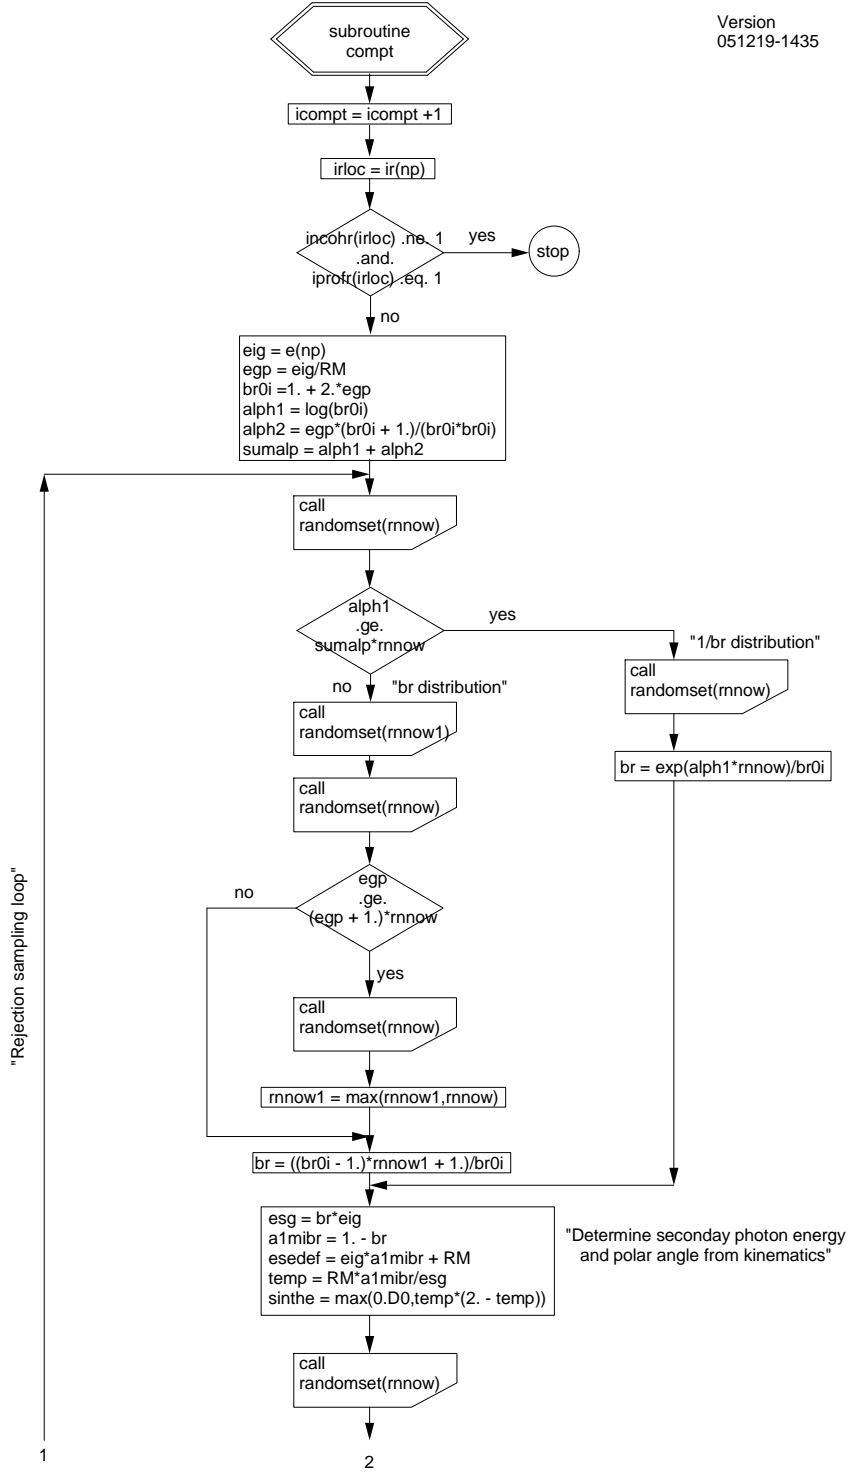 subroutine
compt
Version
051219-1435
icompt = icompt +1
irloc = ir(np)
incohr(irloc) .ne. 1
.and.
iprofr(irloc) .eq. 1
yes
stop
no
eig = e(np)
egp = eig/RM
br0i =1. + 2.*egp
alph1 = log(br0i)
alph2 = egp*(br0i + 1.)/(br0i*br0i)
sumalp = alph1 + alph2
call
randomset(rnnow)
alph1
.ge.
sumalp*rnnow
yes
"1/br distribution"
call
randomset(rnnow)
br = exp(alph1*rnnow)/br0i
no
"br distribution"
call
randomset(rnnow1)
call
randomset(rnnow)
egp
.ge.
(egp + 1.)*rnnow
no
yes
call
randomset(rnnow)
rnnow1 = max(rnnow1,rnnow)
br = ((br0i - 1.)*rnnow1 + 1.)/br0i
"Rejection sampling loop"
esg = br*eig
a1mibr = 1. - br
esedef = eig*a1mibr + RM
temp = RM*a1mibr/esg
sinthe = max(0.D0,temp*(2. - temp))
"Determine seconday photon energy
and polar angle from kinematics"
call
randomset(rnnow)
1
2